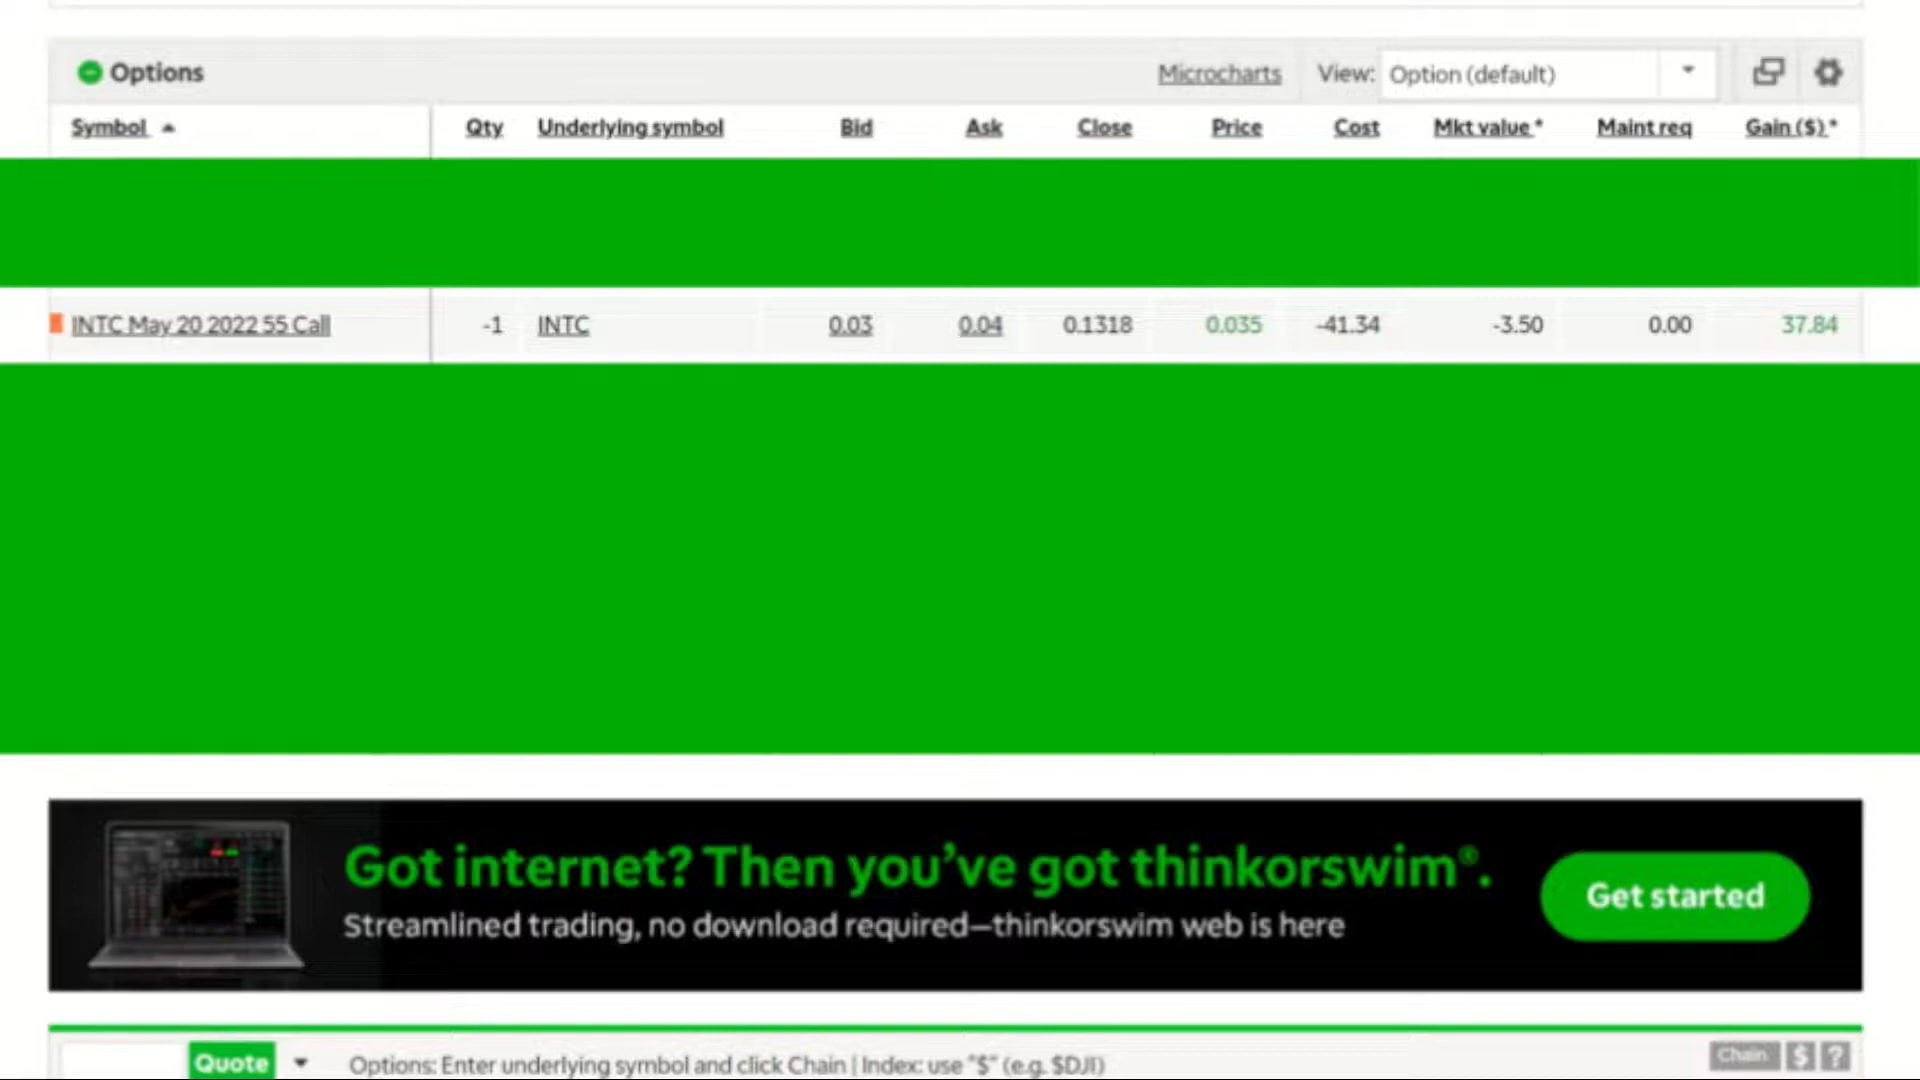 Options Microcharts View: Option (default)
Symbol Qty Underlying symbol Bid Ask Close Price Cost Mkt value * Maint req Gain ($) *
INTC May 20 2022 55 Call -1 INTC 0.03 0.04 0.1318 0.035 -41.34 -3.50 0.00 37.84
Got internet? Then you've got thinkorswim®.
Streamlined trading, no download required—thinkorswim web is here
Get started
Quote Options: Enter underlying symbol and click Chain | Index: use "$" (e.g. $DJI) Chain $ ?